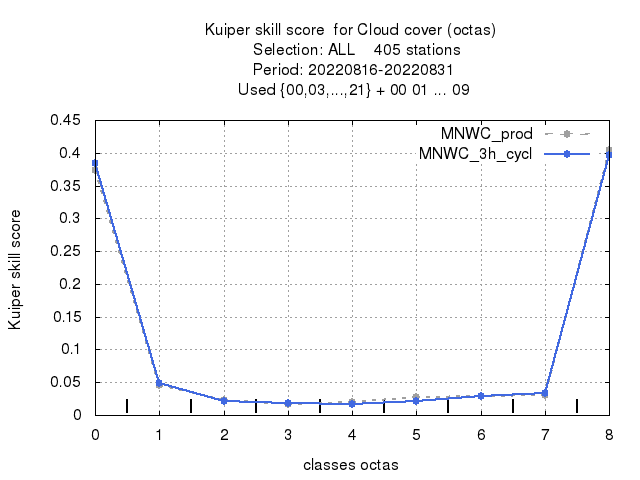 Kuiper skill score  for Cloud cover (octas)
Selection: ALL    405 stations
Period: 20220816-20220831
Used {00,03,...,21} + 00 01 ... 09
MNWC_prod
MNWC_3h_cycl
0.45
0.4
0.35
0.3
0.25
0.2
0.15
0.1
0.05
0
Kuiper skill score
0 1 2 3 4 5 6 7 8
classes octas